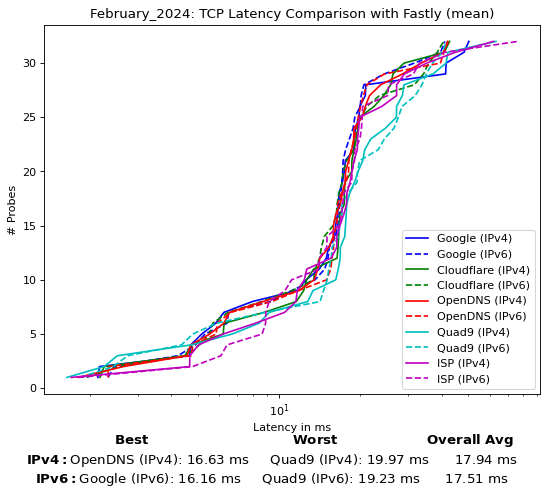 February_2024: TCP Latency Comparison with Fastly (mean)
# Probes
30
25
20
15
10
5
0
Google (IPv4)
Google (IPv6)
Cloudflare (IPv4)
Cloudflare (IPv6)
OpenDNS (IPv4)
OpenDNS (IPv6)
Quad9 (IPv4)
Quad9 (IPv6)
ISP (IPv4)
ISP (IPv6)
10¹
Latency in ms
Best Worst Overall Avg
IPv4: OpenDNS (IPv4): 16.63 ms Quad9 (IPv4): 19.97 ms 17.94 ms
IPv6: Google (IPv6): 16.16 ms Quad9 (IPv6): 19.23 ms 17.51 ms